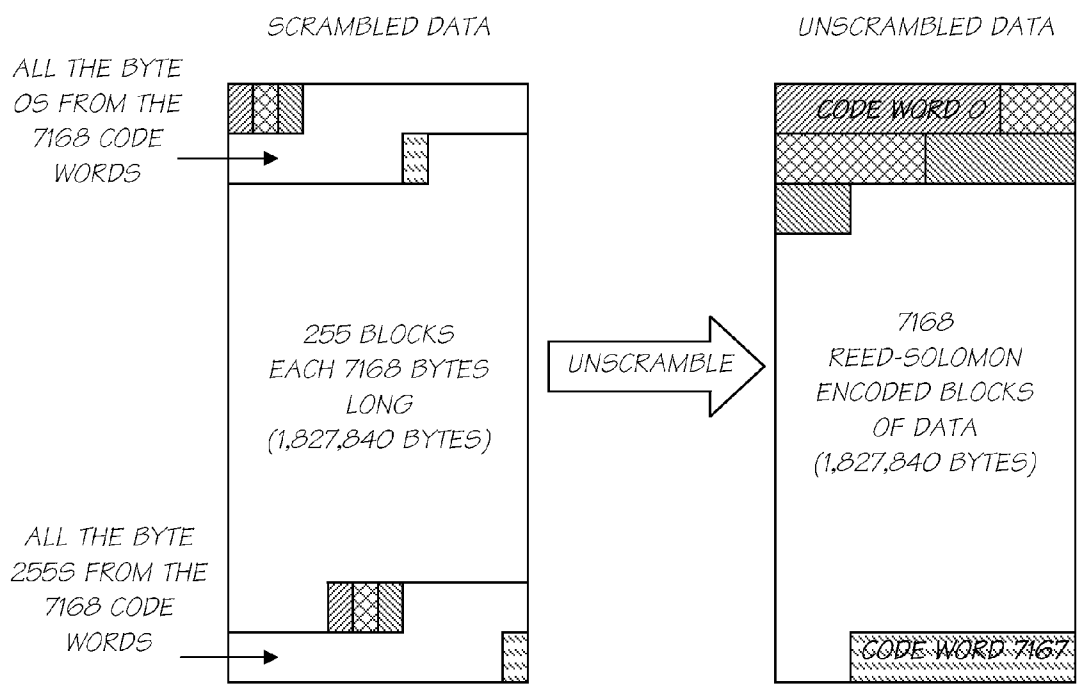 SCRAMBLED DATA
UNSCRAMBLED DATA
ALL THE BYTE
0S FROM THE
7168 CODE
WORDS
CODE WORD 0
255 BLOCKS
EACH 7168 BYTES
LONG
(1,827,840 BYTES)
UNSCRAMBLE
7168
REED-SOLOMON
ENCODED BLOCKS
OF DATA
(1,827,840 BYTES)
ALL THE BYTE
255S FROM THE
7168 CODE
WORDS
CODE WORD 7167